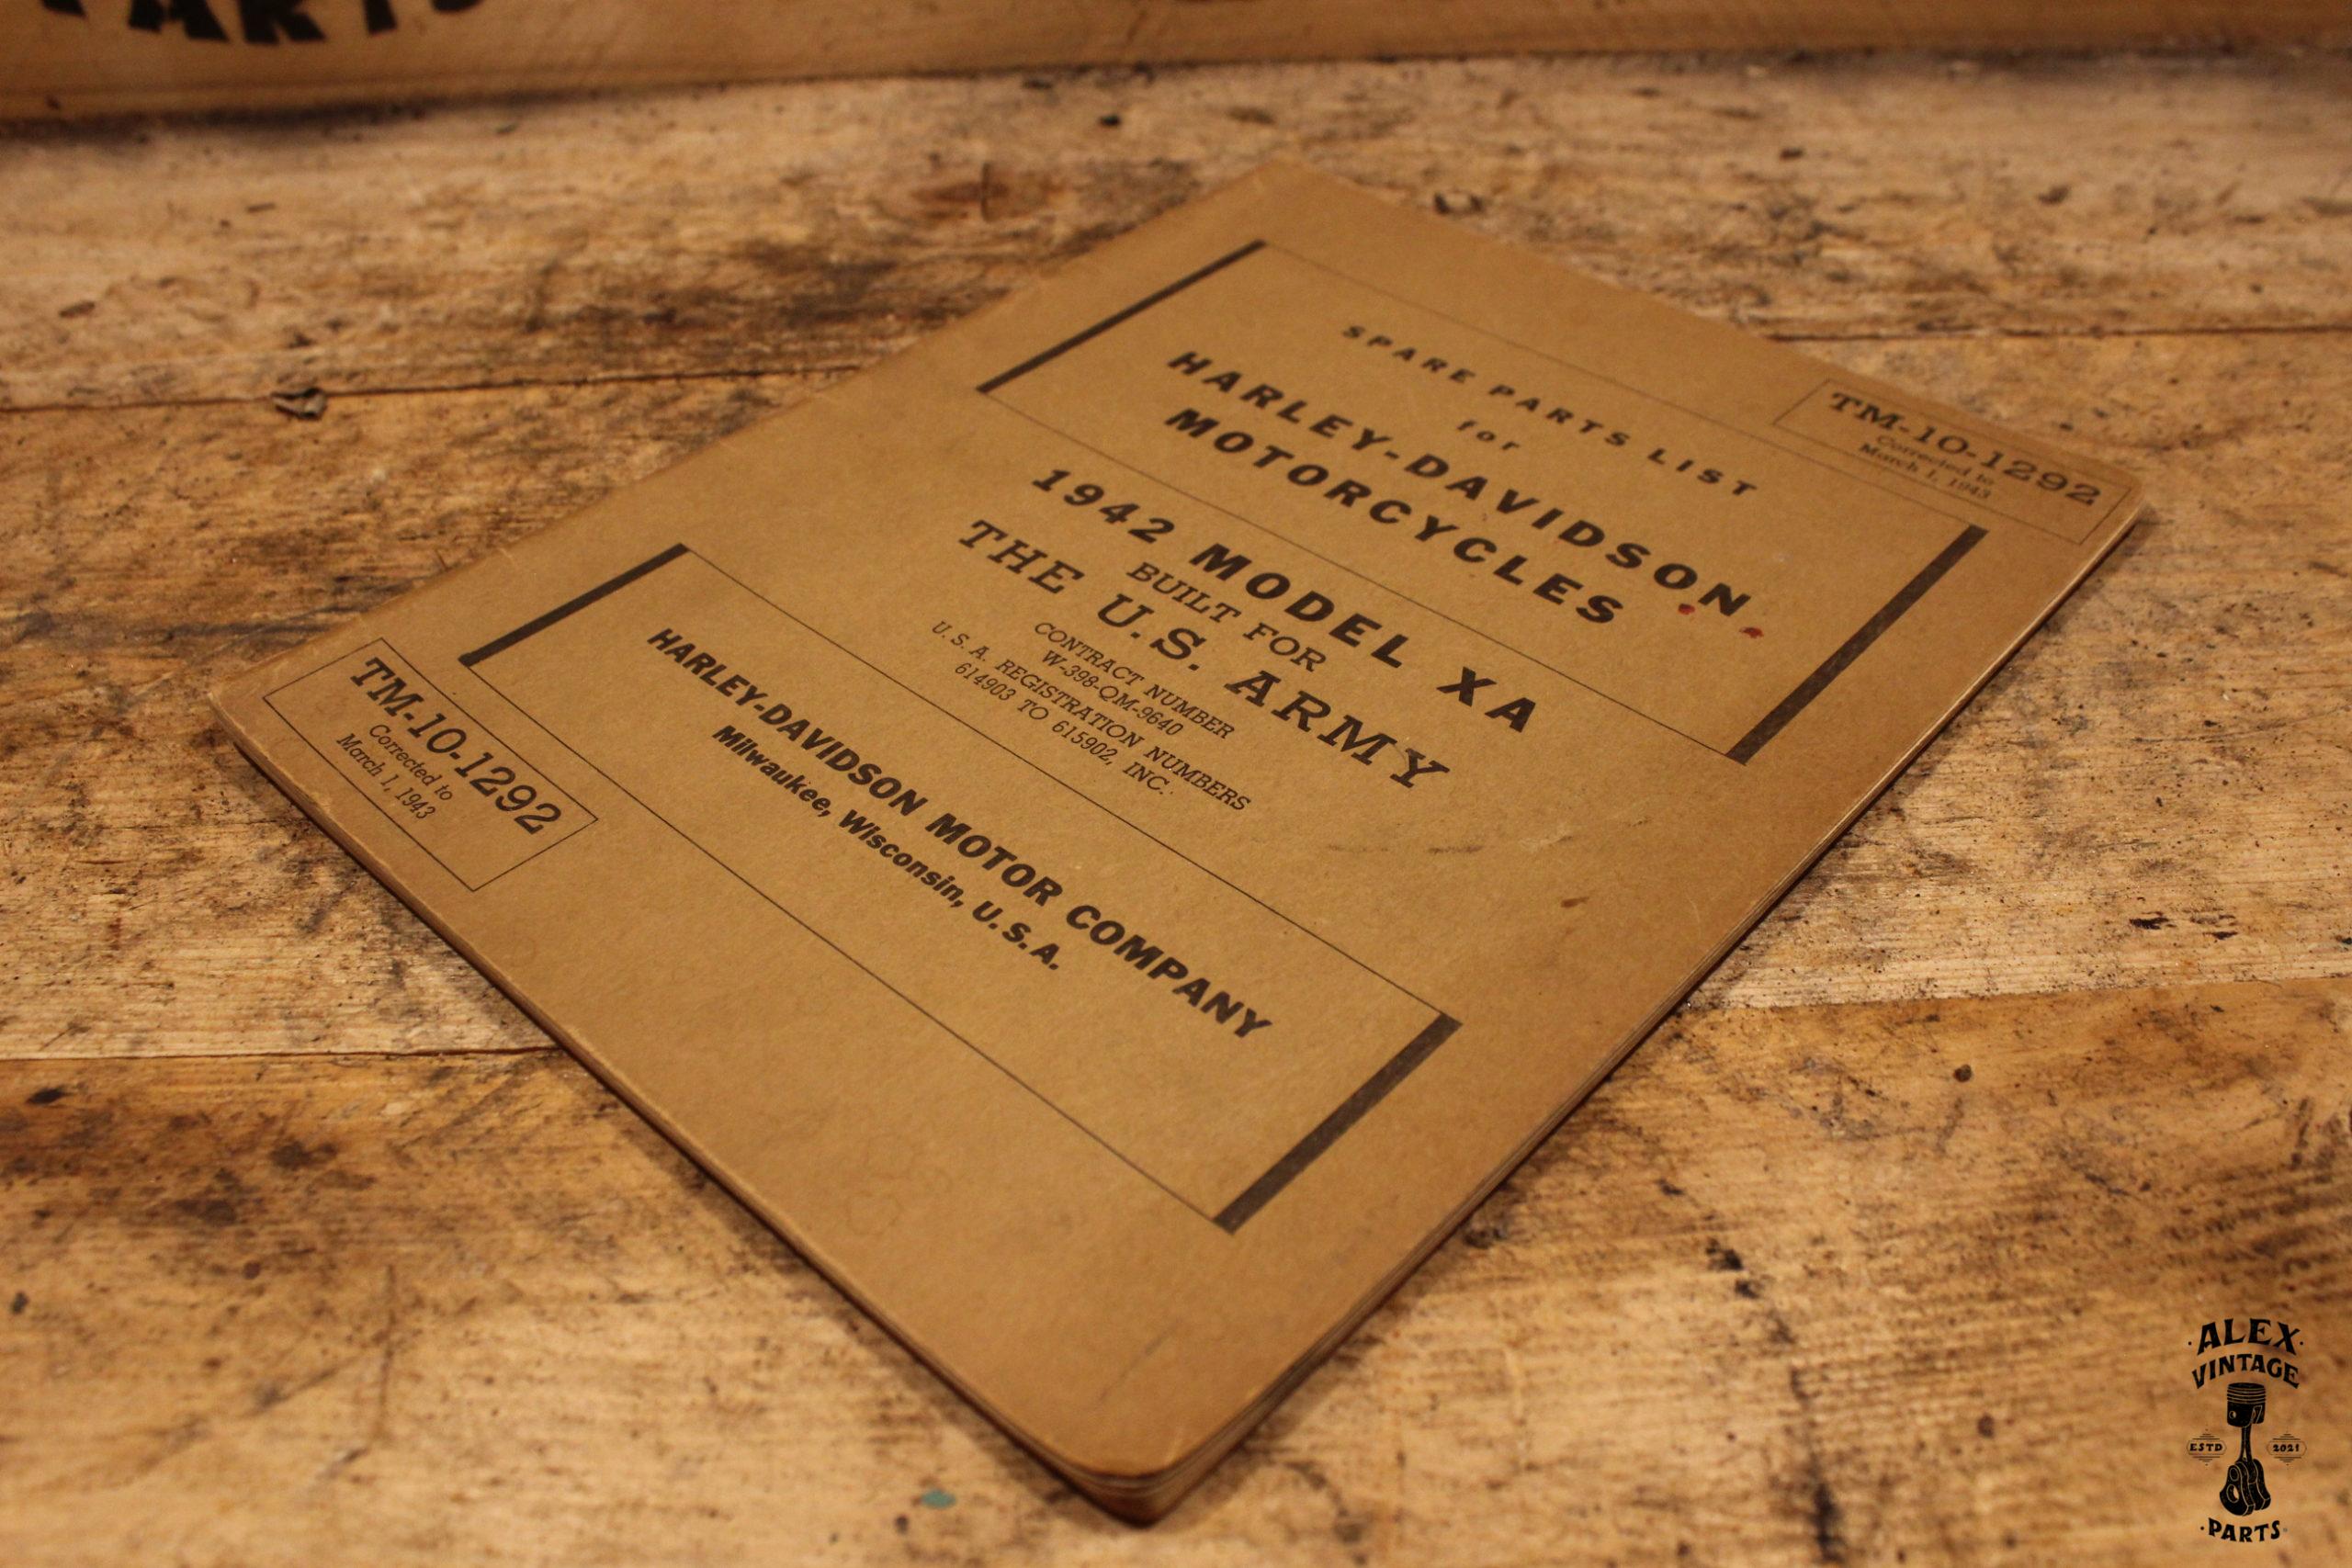 PARTS
TM-10-1292
Corrected to
March 1, 1943
SPARE PARTS LIST
for
HARLEY-DAVIDSON
MOTORCYCLES
1942 MODEL XA
BUILT FOR
THE U.S. ARMY
CONTRACT NUMBER
W-398-QM-9640
U. S. A. REGISTRATION NUMBERS
614903 TO 615902, INC.
HARLEY-DAVIDSON MOTOR COMPANY
Milwaukee, Wisconsin, U.S.A.
TM-10-1292
Corrected to
March 1, 1943
·ALEX·
VINTAGE
ESTD 2021
·PARTS·